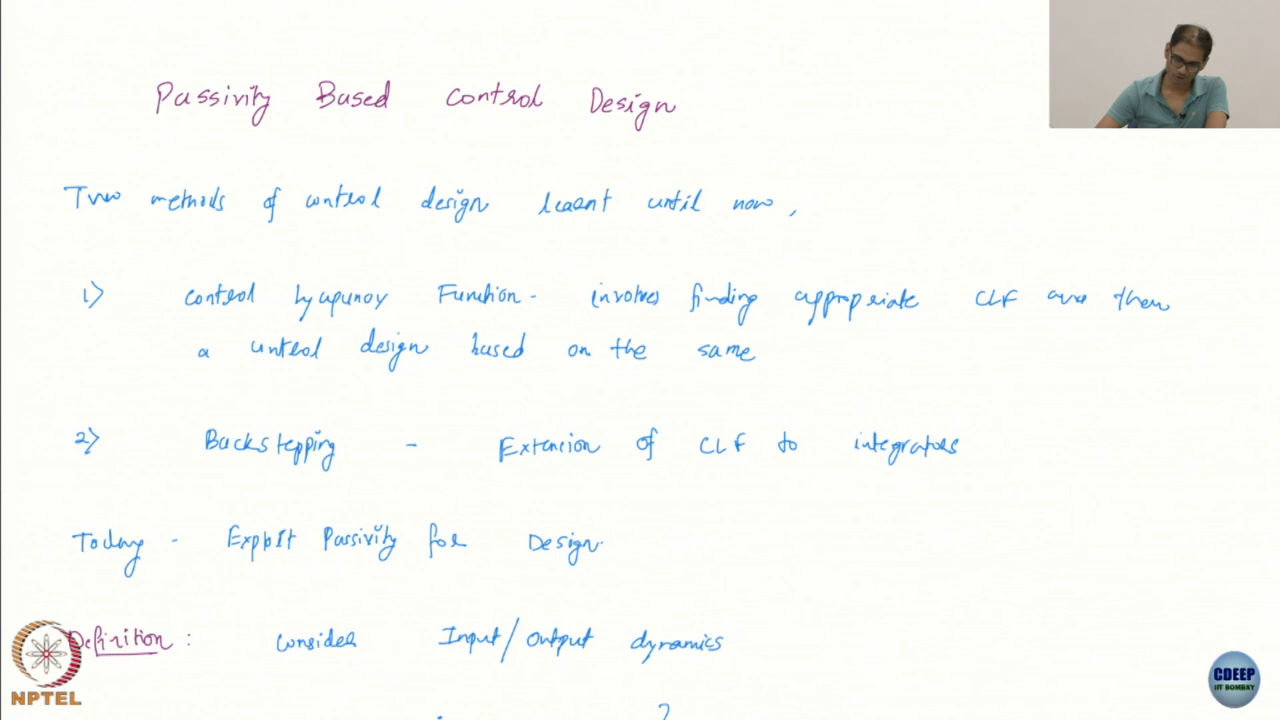 Passivity Based control Design
Two methods of control design learnt until now,
1) control Lyapunov Function - involves finding appropriate CLF and then
a control design based on the same
2) Backstepping - Extension of CLF to integrators
Today - Exploit Passivity for Design.
Definition : consider Input/output dynamics
NPTEL
CDEEP
IIT BOMBAY